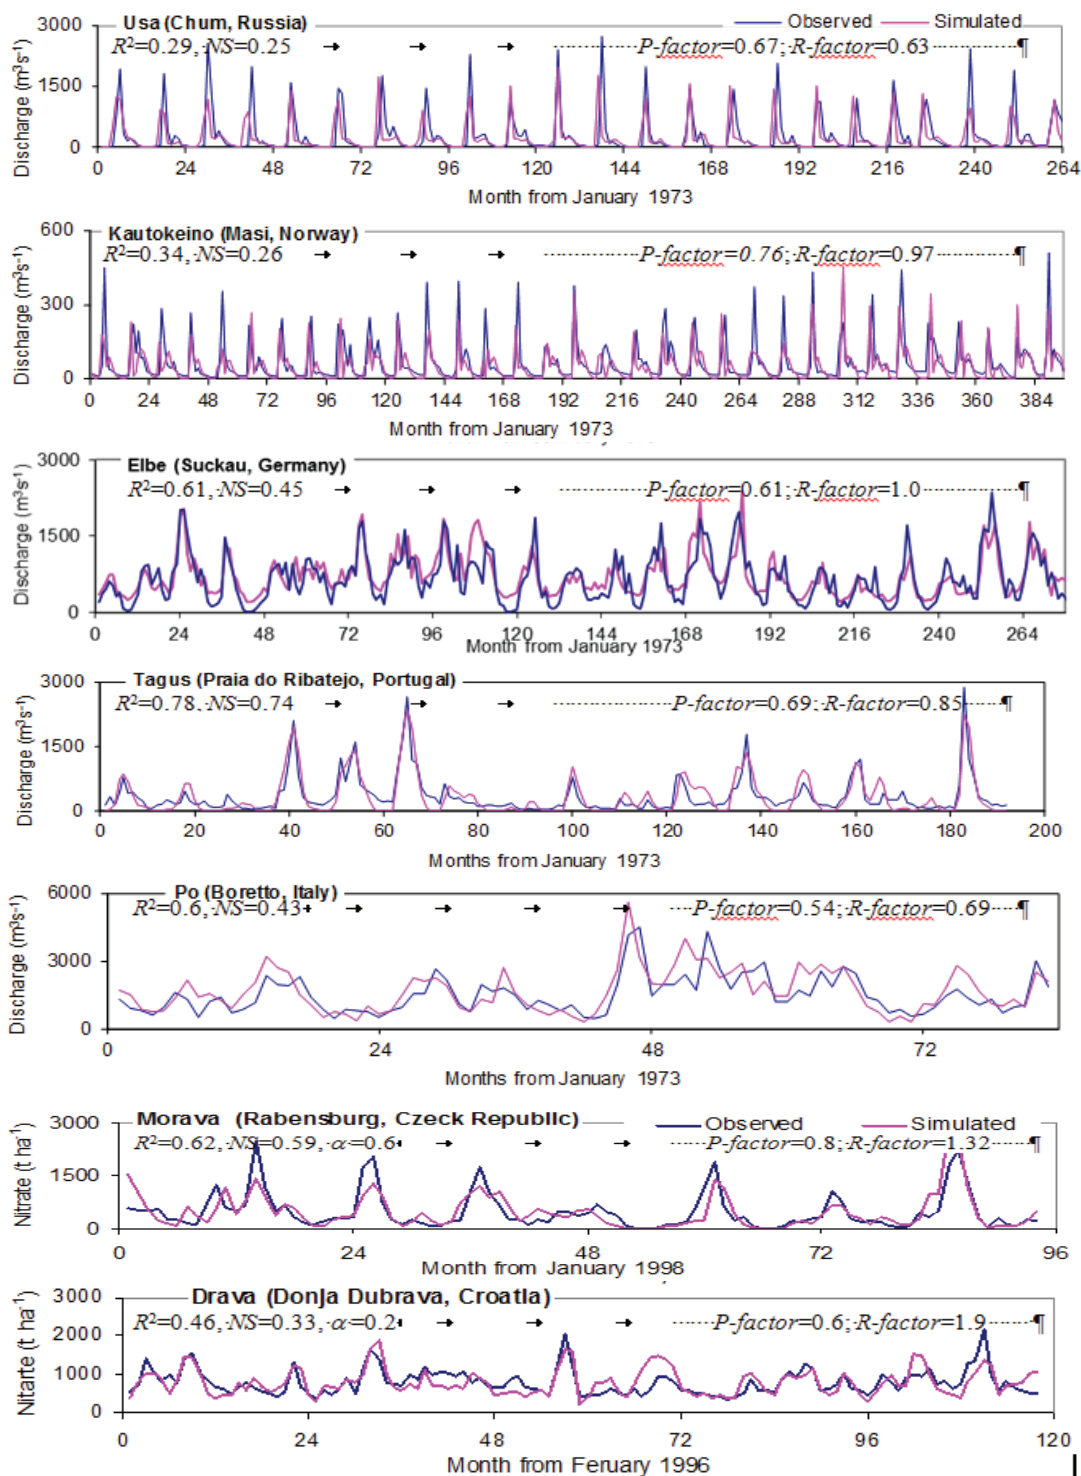 Usa (Chum, Russia) Observed Simulated
R²=0.29, NS=0.25 P-factor=0.67; R-factor=0.63 ¶
3000
1500
0
Discharge (m³s⁻¹)
0 24 48 72 96 120 144 168 192 216 240 264
Month from January 1973
Kautokeino (Masi, Norway)
R²=0.34, NS=0.26 P-factor=0.76; R-factor=0.97 ¶
600
300
0
Discharge (m³s⁻¹)
0 24 48 72 96 120 144 168 192 216 240 264 288 312 336 360 384
Month from January 1973
Elbe (Suckau, Germany)
R²=0.61, NS=0.45 P-factor=0.61; R-factor=1.0 ¶
3000
1500
0
Discharge (m³s⁻¹)
0 24 48 72 96 120 144 168 192 216 240 264
Month from January 1973
Tagus (Praia do Ribatejo, Portugal)
R²=0.78, NS=0.74 P-factor=0.69; R-factor=0.85 ¶
3000
1500
0
Discharge (m³s⁻¹)
0 20 40 60 80 100 120 140 160 180 200
Months from January 1973
Po (Boretto, Italy)
R²=0.6, NS=0.43 P-factor=0.54; R-factor=0.69 ¶
6000
3000
0
Discharge (m³s⁻¹)
0 24 48 72
Months from January 1973
Morava (Rabensburg, Czeck Republic) Observed Simulated
R²=0.62, NS=0.59, α=0.6 P-factor=0.8; R-factor=1.32 ¶
3000
1500
0
Nitrate (t ha⁻¹)
0 24 48 72 96
Month from January 1998
Drava (Donja Dubrava, Croatia)
R²=0.46, NS=0.33, α=0.2 P-factor=0.6; R-factor=1.9 ¶
3000
2000
1000
0
Nitarte (t ha⁻¹)
0 24 48 72 96 120
Month from Feruary 1996